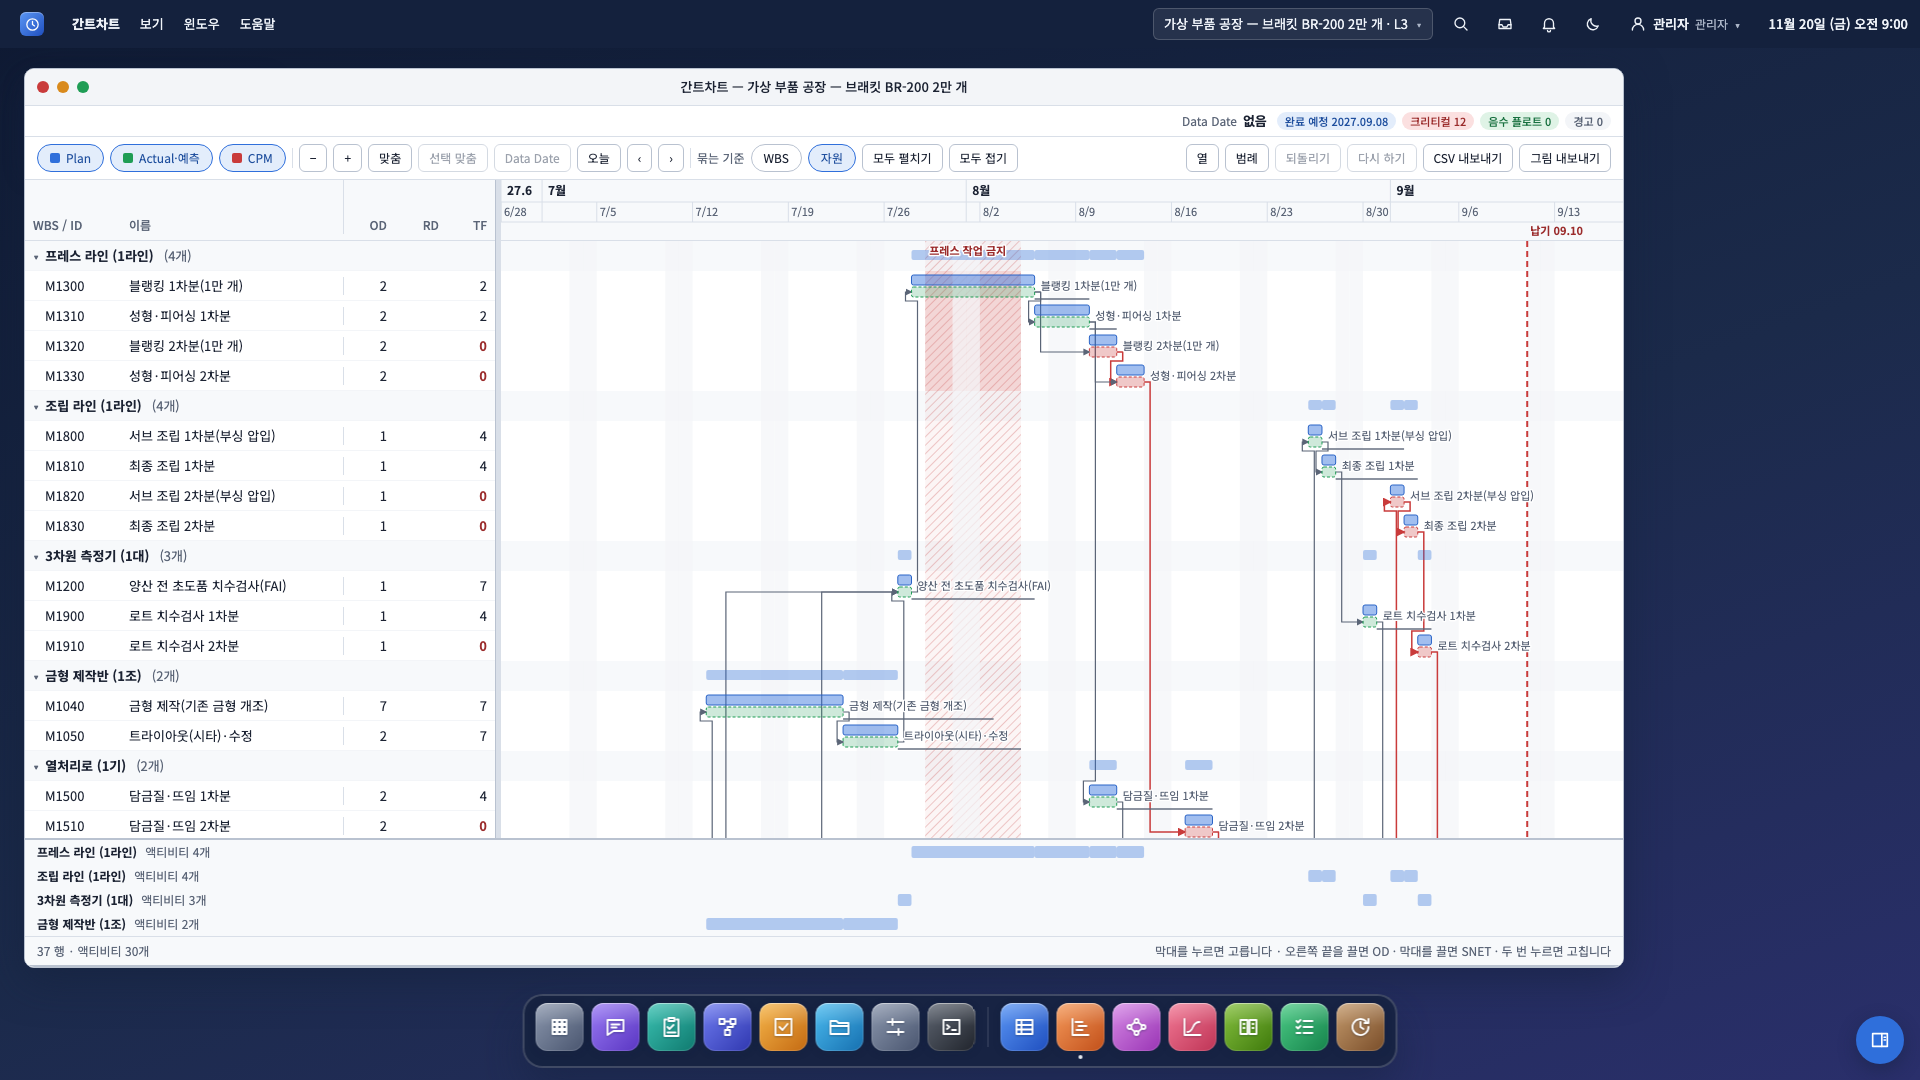 간트차트 보기 윈도우 도움말 가상 부품 공장 — 브래킷 BR-200 2만 개 · L3 관리자 관리자 11월 20일 (금) 오전 9:00
간트차트 — 가상 부품 공장 — 브래킷 BR-200 2만 개
Data Date 없음 완료 예정 2027.09.08 크리티컬 12 음수 플로트 0 경고 0
Plan Actual·예측 CPM − + 맞춤 선택 맞춤 Data Date 오늘 ‹ › 묶는 기준 WBS 자원 모두 펼치기 모두 접기 열 범례 되돌리기 다시 하기 CSV 내보내기 그림 내보내기
27.6 7월 8월 9월
WBS / ID 이름 OD RD TF 6/28 7/5 7/12 7/19 7/26 8/2 8/9 8/16 8/23 8/30 9/6 9/13
납기 09.10
프레스 라인 (1라인) (4개) 프레스 작업 금지
M1300 블랭킹 1차분(1만 개) 2 2 블랭킹 1차분(1만 개)
M1310 성형·피어싱 1차분 2 2 성형·피어싱 1차분
M1320 블랭킹 2차분(1만 개) 2 0 블랭킹 2차분(1만 개)
M1330 성형·피어싱 2차분 2 0 성형·피어싱 2차분
조립 라인 (1라인) (4개)
M1800 서브 조립 1차분(부싱 압입) 1 4 서브 조립 1차분(부싱 압입)
M1810 최종 조립 1차분 1 4 최종 조립 1차분
M1820 서브 조립 2차분(부싱 압입) 1 0 서브 조립 2차분(부싱 압입)
M1830 최종 조립 2차분 1 0 최종 조립 2차분
3차원 측정기 (1대) (3개)
M1200 양산 전 초도품 치수검사(FAI) 1 7 양산 전 초도품 치수검사(FAI)
M1900 로트 치수검사 1차분 1 4 로트 치수검사 1차분
M1910 로트 치수검사 2차분 1 0 로트 치수검사 2차분
금형 제작반 (1조) (2개)
M1040 금형 제작(기존 금형 개조) 7 7 금형 제작(기존 금형 개조)
M1050 트라이아웃(시타)·수정 2 7 트라이아웃(시타)·수정
열처리로 (1기) (2개)
M1500 담금질·뜨임 1차분 2 4 담금질·뜨임 1차분
M1510 담금질·뜨임 2차분 2 0 담금질·뜨임 2차분
프레스 라인 (1라인) 액티비티 4개
조립 라인 (1라인) 액티비티 4개
3차원 측정기 (1대) 액티비티 3개
금형 제작반 (1조) 액티비티 2개
37 행 · 액티비티 30개 막대를 누르면 고릅니다 · 오른쪽 끝을 끌면 OD · 막대를 끌면 SNET · 두 번 누르면 고칩니다